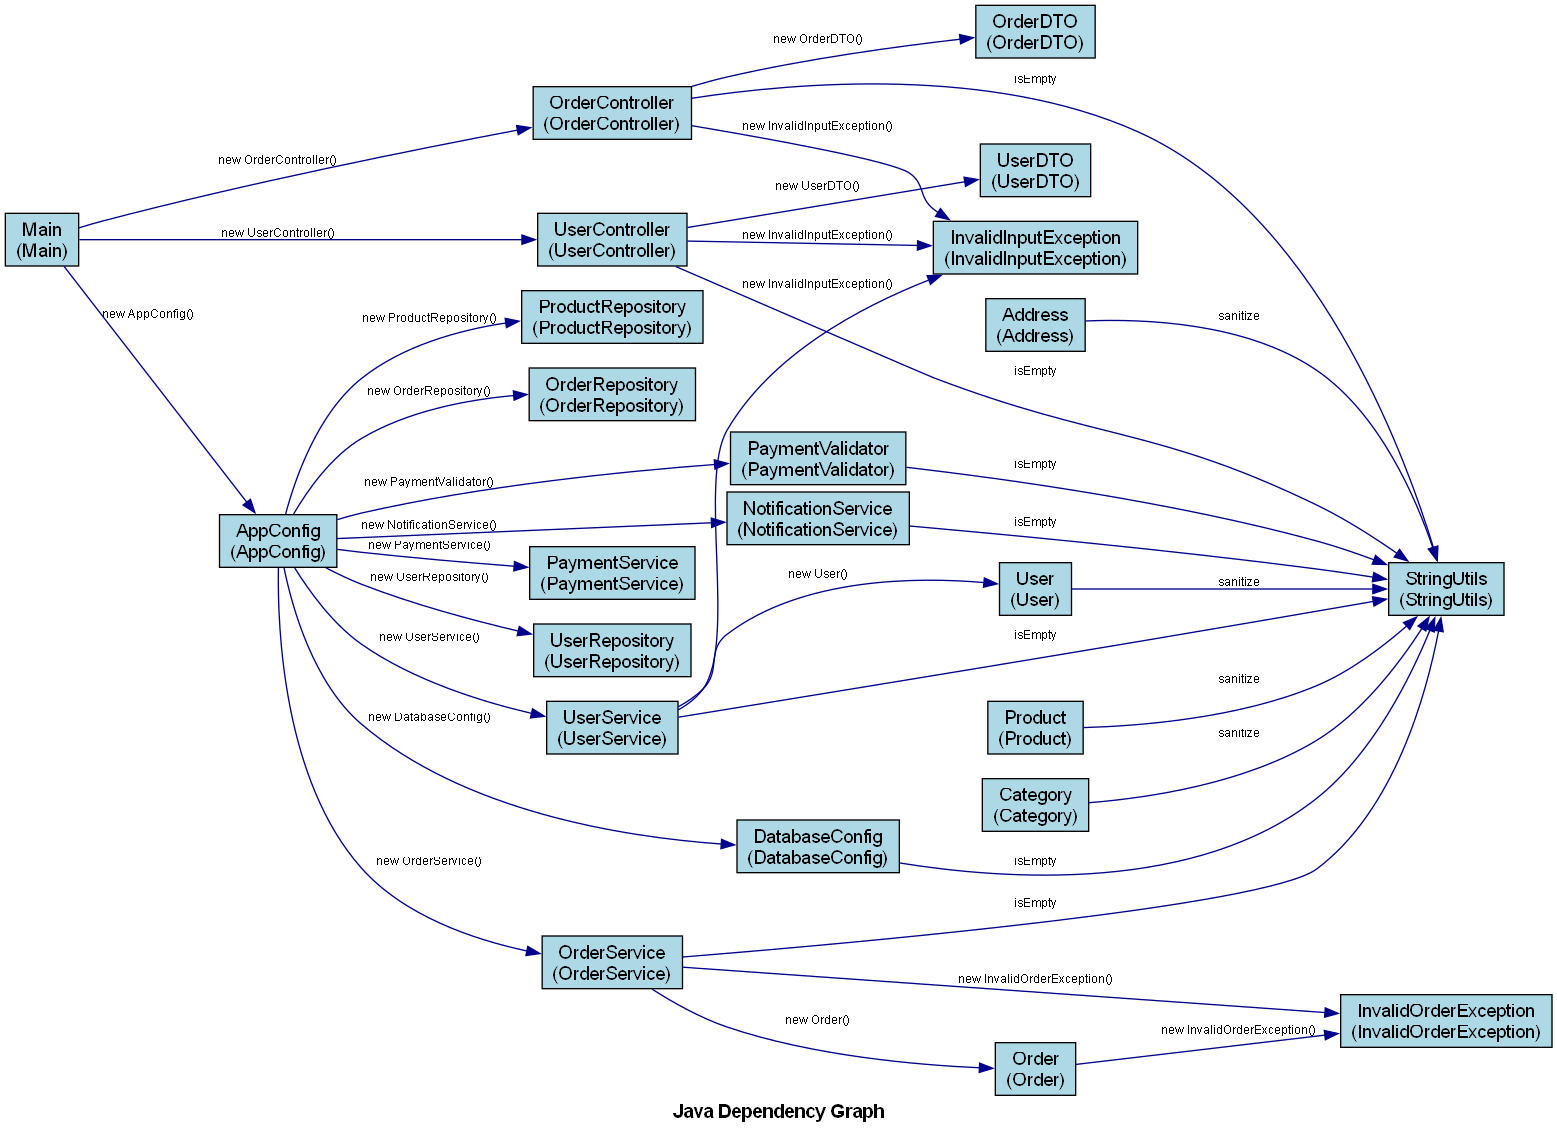 OrderDTO
(OrderDTO)
new OrderDTO()
isEmpty
OrderController
(OrderController)
new InvalidInputException()
new OrderController()
UserDTO
(UserDTO)
new UserDTO()
Main
(Main)
new UserController()
UserController
(UserController)
new InvalidInputException()
InvalidInputException
(InvalidInputException)
new InvalidInputException()
new AppConfig()
ProductRepository
(ProductRepository)
new ProductRepository()
Address
(Address)
sanitize
isEmpty
OrderRepository
(OrderRepository)
new OrderRepository()
PaymentValidator
(PaymentValidator)
isEmpty
new PaymentValidator()
NotificationService
(NotificationService)
isEmpty
new NotificationService()
AppConfig
(AppConfig)
new PaymentService()
PaymentService
(PaymentService)
new User()
User
(User)
sanitize
StringUtils
(StringUtils)
new UserRepository()
UserRepository
(UserRepository)
isEmpty
new UserService()
UserService
(UserService)
sanitize
Product
(Product)
sanitize
new DatabaseConfig()
Category
(Category)
DatabaseConfig
(DatabaseConfig)
isEmpty
new OrderService()
isEmpty
OrderService
(OrderService)
new InvalidOrderException()
InvalidOrderException
(InvalidOrderException)
new Order()
new InvalidOrderException()
Order
(Order)
Java Dependency Graph